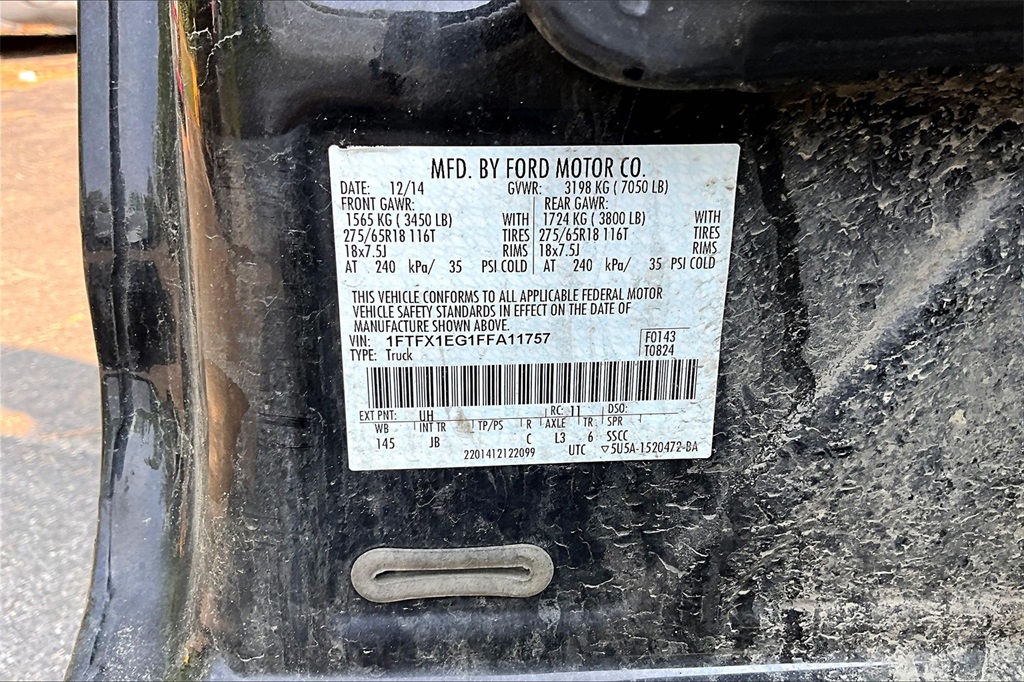 MFD. BY FORD MOTOR CO.
DATE: 12/14 GVWR: 3198 KG ( 7050 LB)
FRONT GAWR: REAR GAWR:
1565 KG ( 3450 LB) WITH 1724 KG ( 3800 LB) WITH
275/65R18 116T TIRES 275/65R18 116T TIRES
18x7.5J RIMS 18x7.5J RIMS
AT 240 kPa/ 35 PSI COLD AT 240 kPa/ 35 PSI COLD
THIS VEHICLE CONFORMS TO ALL APPLICABLE FEDERAL MOTOR
VEHICLE SAFETY STANDARDS IN EFFECT ON THE DATE OF
MANUFACTURE SHOWN ABOVE.
VIN: 1FTFX1EG1FFA11757 F0143
TYPE: Truck T0824
EXT PNT: UH RC: 11 DSO:
WB INT TR TP/PS R AXLE TR SPR
145 JB C L3 6 SSCC
2201412122099 UTC ▽5U5A-1520472-BA